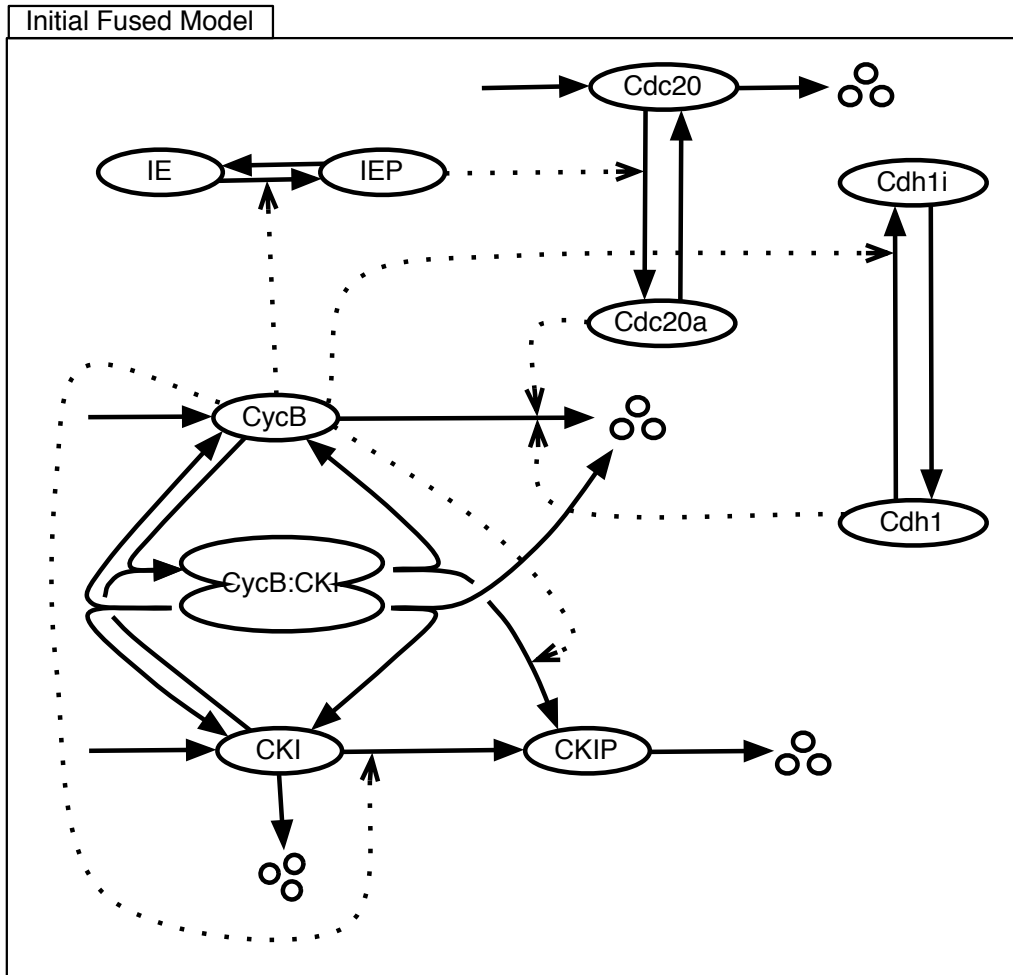 Initial Fused Model
Cdc20
IE
IEP
Cdh1i
Cdc20a
CycB
Cdh1
CycB:CKI
CKI
CKIP